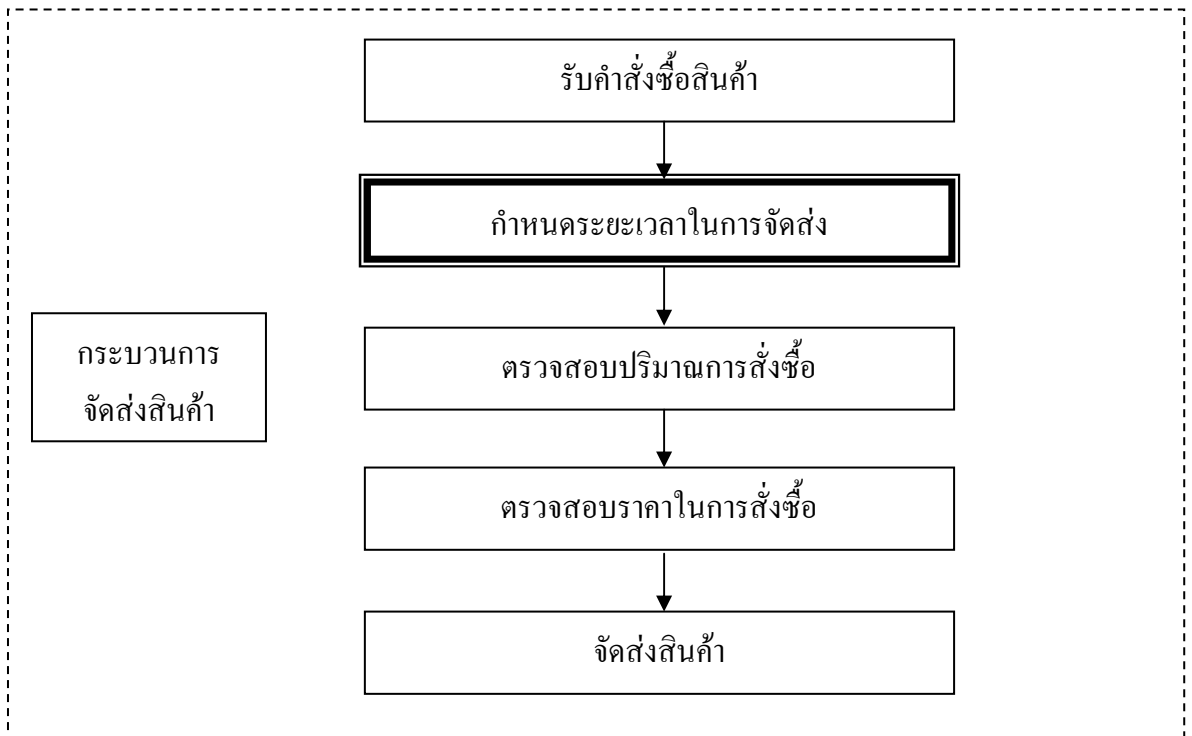 รับคำสั่งซื้อสินค้า
กำหนดระยะเวลาในการจัดส่ง
กระบวนการ
จัดส่งสินค้า
ตรวจสอบปริมาณการสั่งซื้อ
ตรวจสอบราคาในการสั่งซื้อ
จัดส่งสินค้า